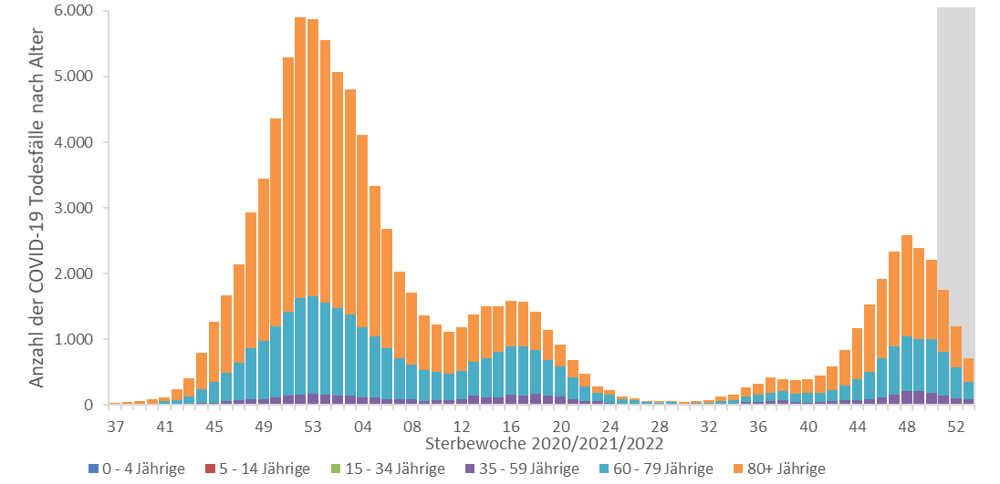 Anzahl der COVID-19 Todesfälle nach Alter
6.000
5.000
4.000
3.000
2.000
1.000
0
37 41 45 49 53 04 08 12 16 20 24 28 32 36 40 44 48 52
Sterbewoche 2020/2021/2022
0 - 4 Jährige 5 - 14 Jährige 15 - 34 Jährige 35 - 59 Jährige 60 - 79 Jährige 80+ Jährige